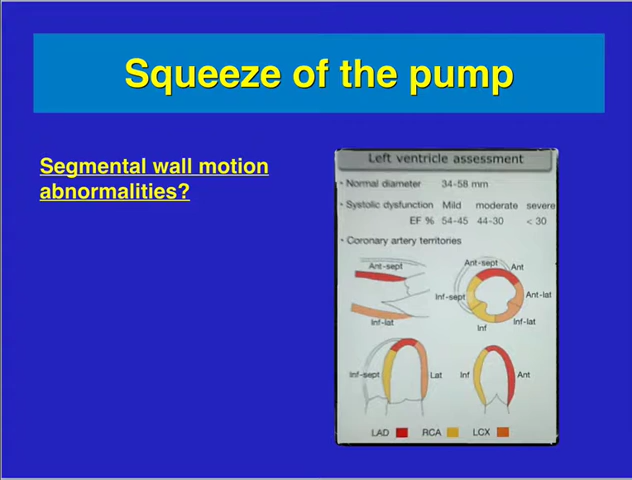 Squeeze of the pump
Segmental wall motion
abnormalities?
Left ventricle assessment
• Normal diameter 34-58 mm
• Systolic dysfunction Mild moderate severe
EF % 54-45 44-30 < 30
• Coronary artery territories
Ant-sept
Inf-lat
Ant-sept
Ant
Inf-sept
Ant-lat
Inf-lat
Inf
Inf-sept
Lat
Inf
Ant
LAD RCA LCX